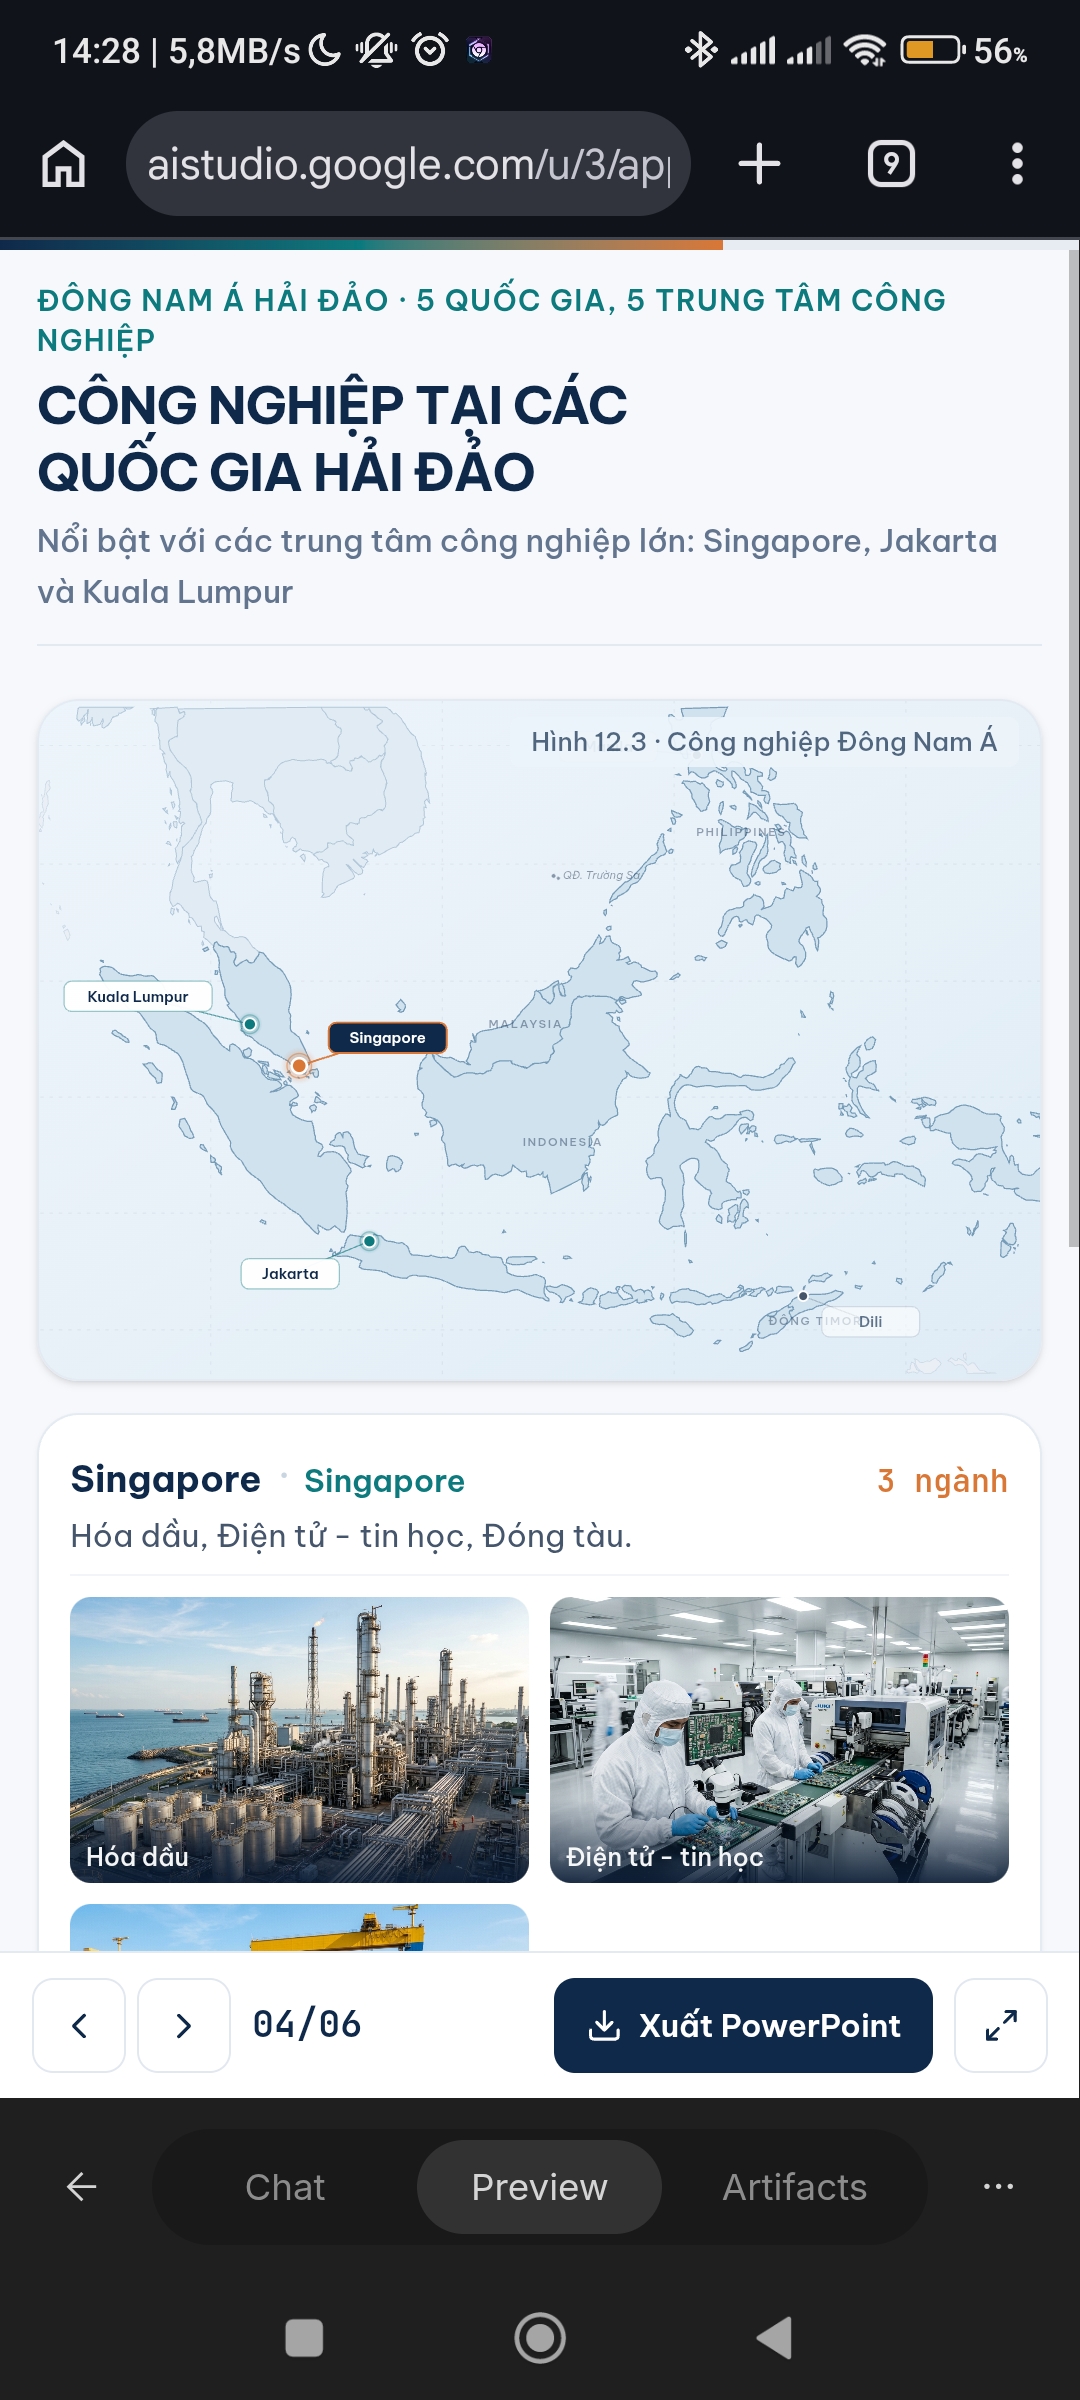 14:28 | 5,8MB/s
56%
aistudio.google.com/u/3/ap
9
ĐÔNG NAM Á HẢI ĐẢO · 5 QUỐC GIA, 5 TRUNG TÂM CÔNG
NGHIỆP
CÔNG NGHIỆP TẠI CÁC
QUỐC GIA HẢI ĐẢO
Nổi bật với các trung tâm công nghiệp lớn: Singapore, Jakarta
và Kuala Lumpur
Hình 12.3 · Công nghiệp Đông Nam Á
PHILIPPINES
QĐ. Trường Sa
Kuala Lumpur
MALAYSIA
Singapore
INDONESIA
Jakarta
ĐÔNG TIMOR
Dili
Singapore · Singapore
3 ngành
Hóa dầu, Điện tử - tin học, Đóng tàu.
JUKI
Hóa dầu
Điện tử - tin học
04/06
Xuất PowerPoint
Chat
Preview
Artifacts